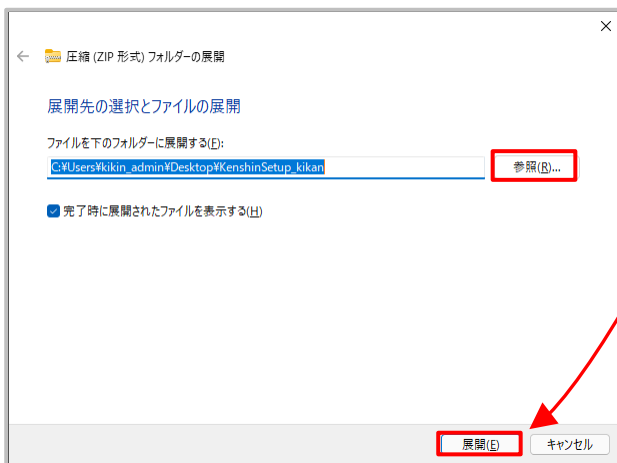 圧縮 (ZIP 形式) フォルダーの展開
展開先の選択とファイルの展開
ファイルを下のフォルダーに展開する(F):
C:¥Users¥kikin_admin¥Desktop¥KenshinSetup_kikan
参照(R)...
完了時に展開されたファイルを表示する(H)
展開(E)
キャンセル